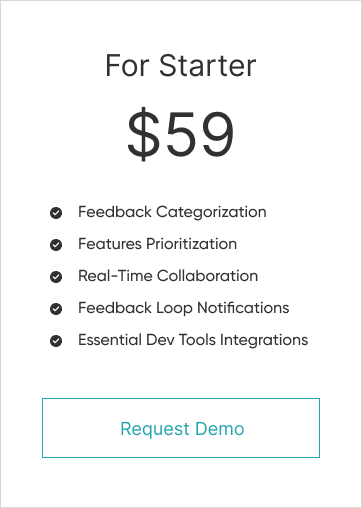 For Starter
$59
Feedback Categorization
Features Prioritization
Real-Time Collaboration
Feedback Loop Notifications
Essential Dev Tools Integrations
Request Demo